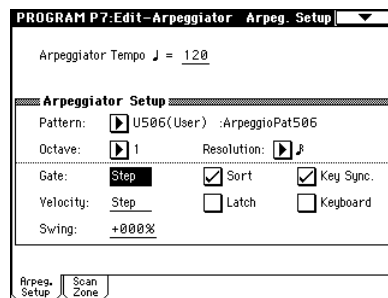 PROGRAM P7:Edit-Arpeggiator Arpeg. Setup
Arpeggiator Tempo ♩ = 120
Arpeggiator Setup
Pattern: U506(User) :ArpeggioPat506
Octave: 1 Resolution: ♪
Gate: Step Sort Key Sync.
Velocity: Step Latch Keyboard
Swing: +000%
Arpeg. Setup Scan Zone